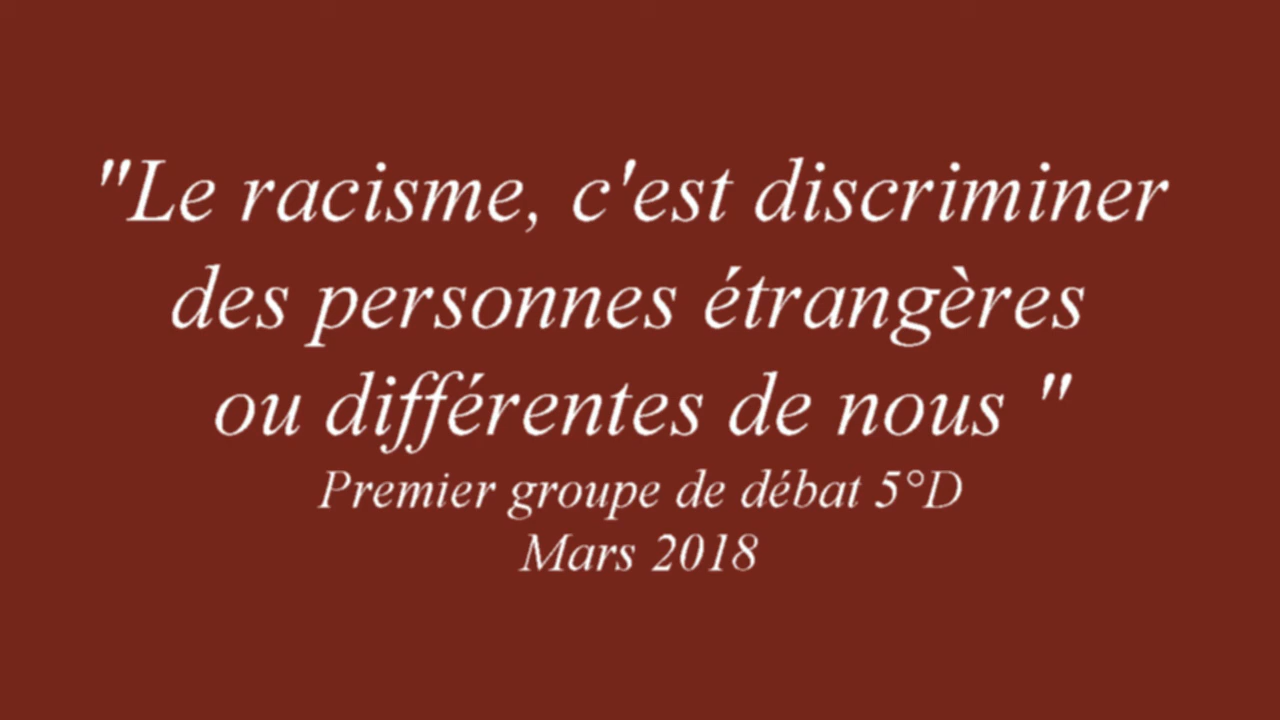 "Le racisme, c'est discriminer
des personnes étrangères
ou différentes de nous "
Premier groupe de débat 5°D
Mars 2018